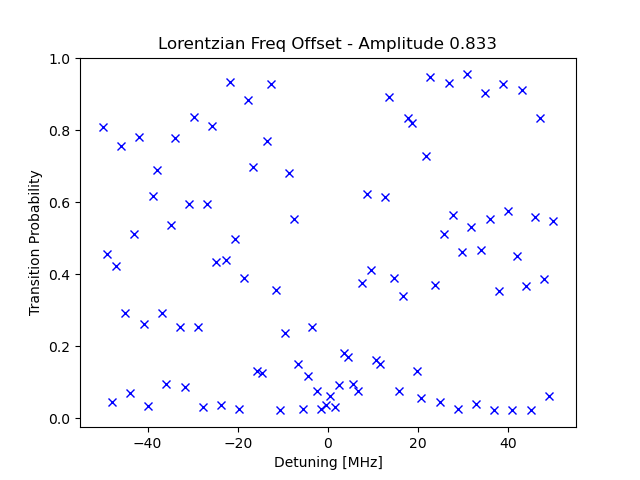 Lorentzian Freq Offset - Amplitude 0.833
1.0
0.8
0.6
0.4
0.2
0.0
Transition Probability
−40 −20 0 20 40
Detuning [MHz]